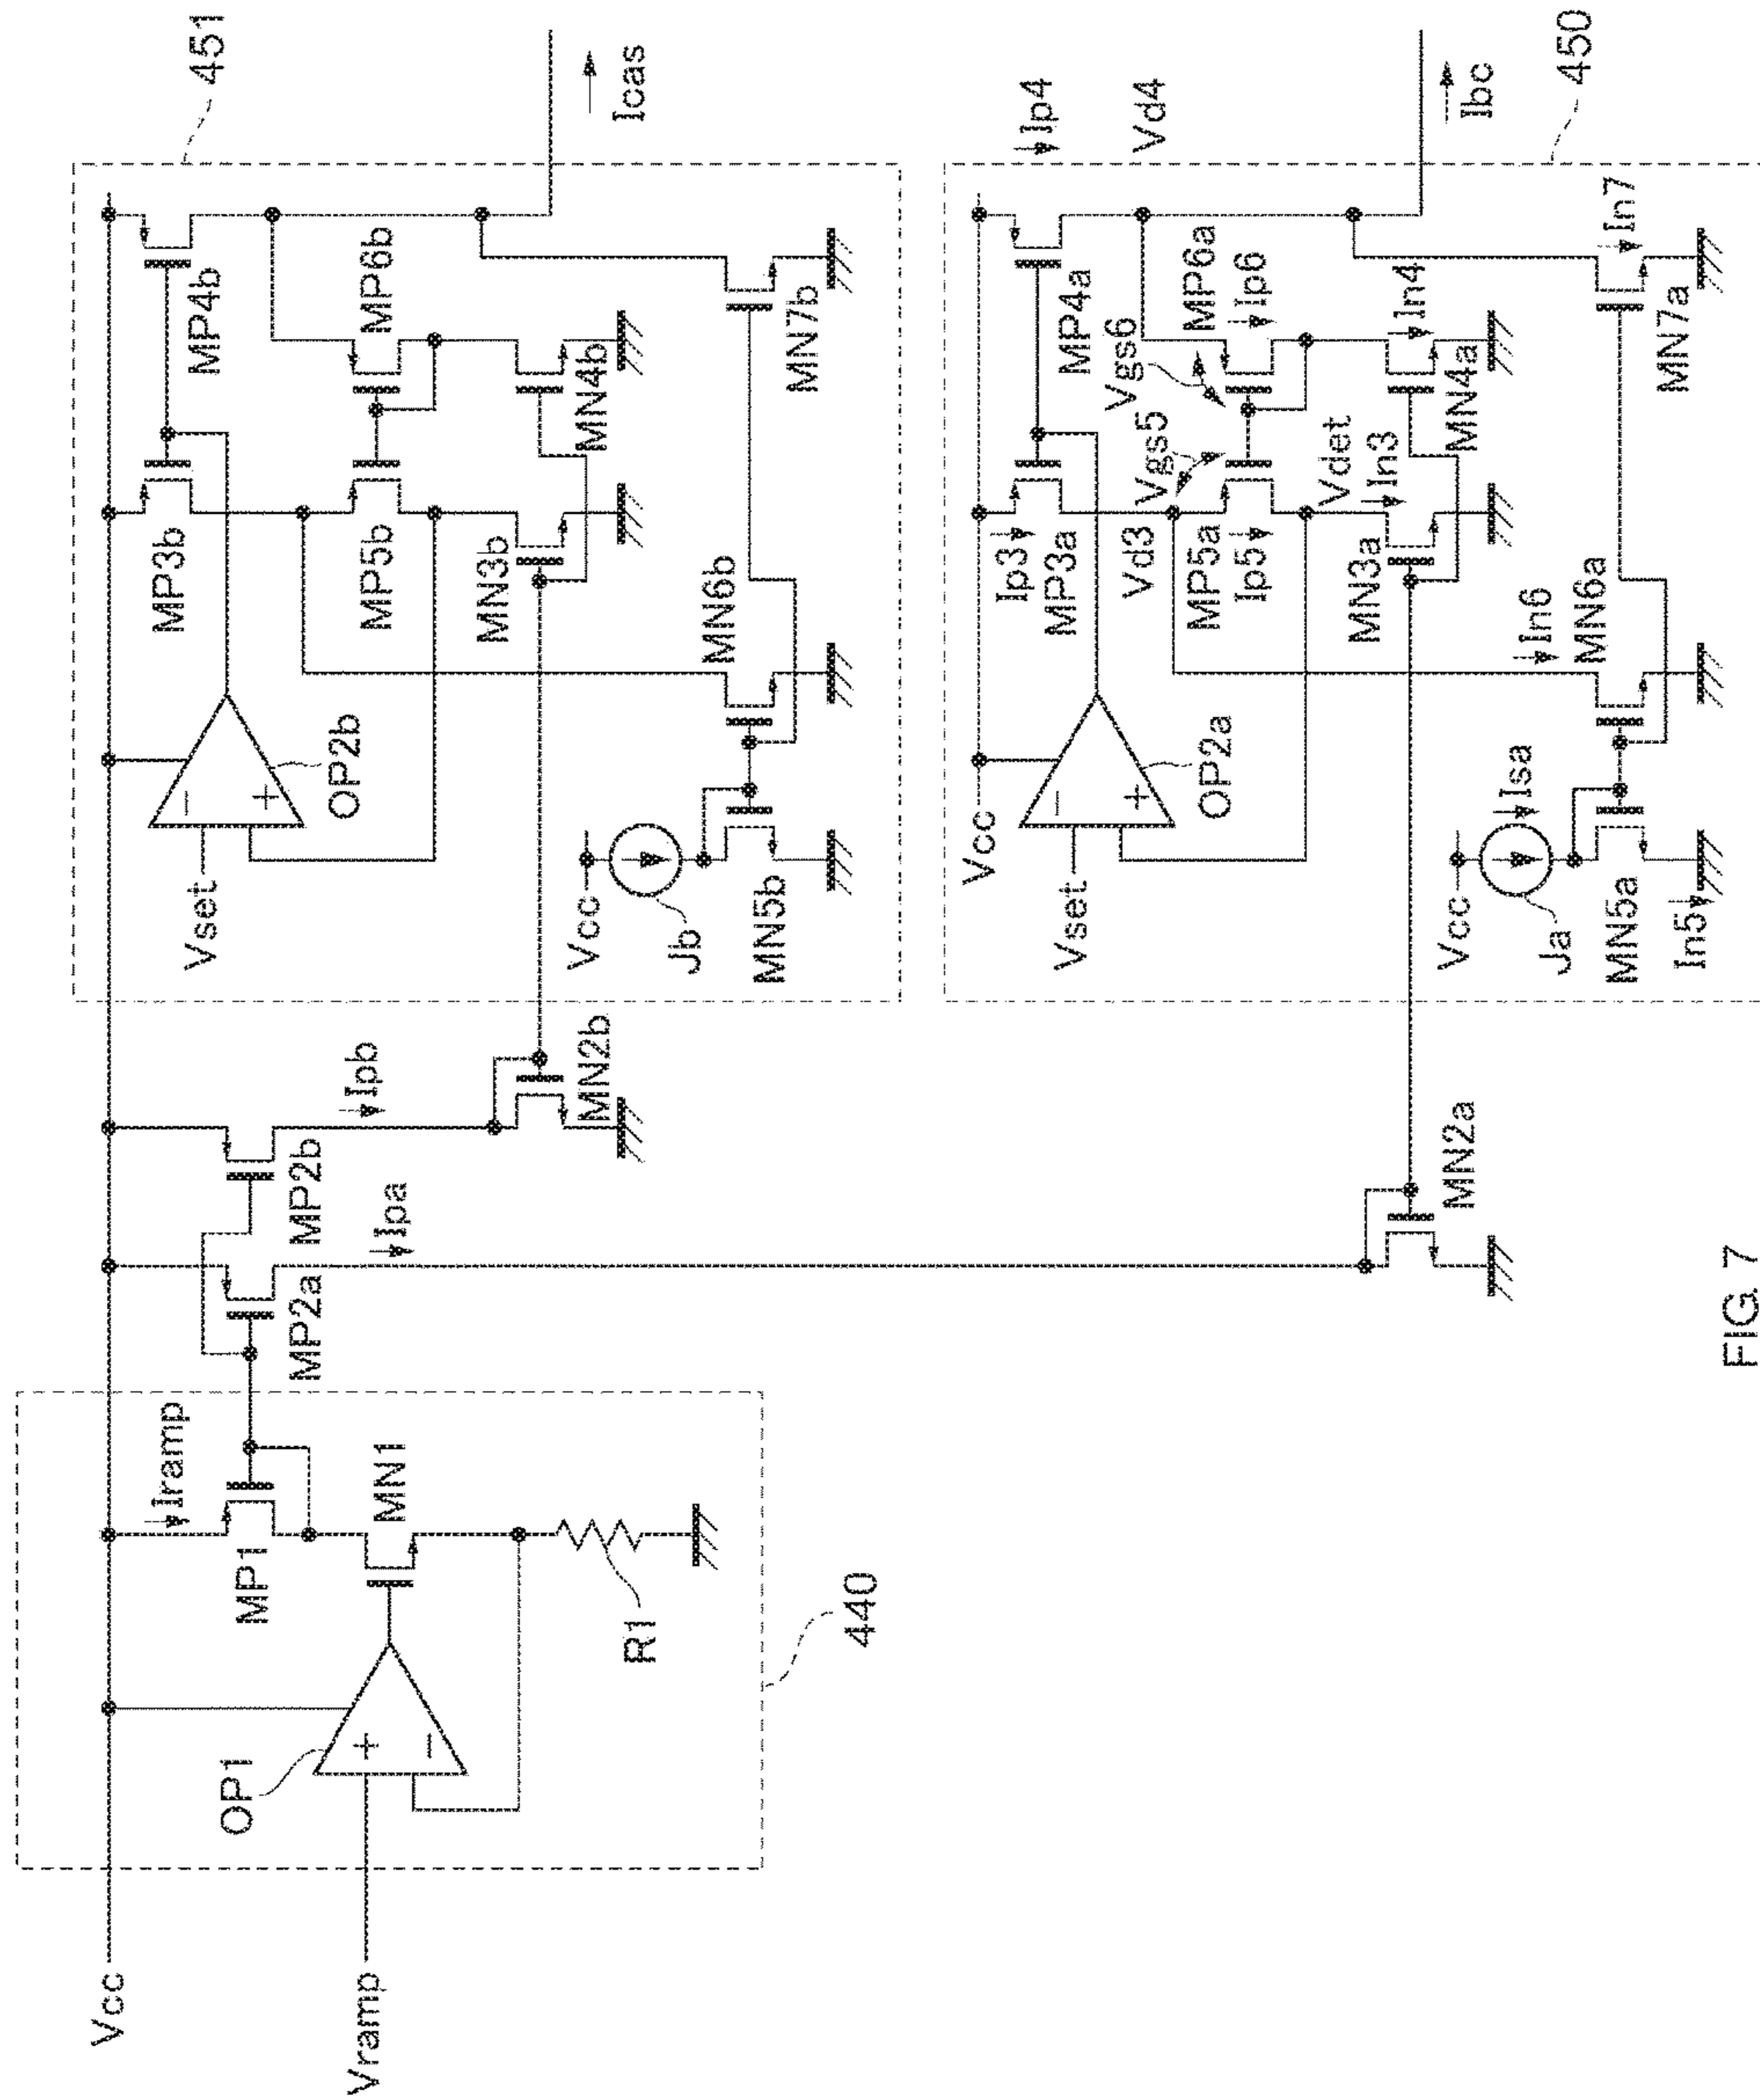 Vcc
Vramp
OP1
+
−
MP1
Iramp
MN1
R1
440
MP2a
Ipa
MP2b
Ipb
MN2b
MN2a
451
Vset
−
+
OP2b
MP3b
MP4b
MP5b
MP6b
MN3b
MN4b
Vcc
Jb
MN5b
MN6b
MN7b
Icas
450
Vcc
Vset
−
+
OP2a
Ip3
MP3a
MP4a
Ip4
Vd3
Vgs5
Vgs6
Vd4
MP5a
Ip5
MP6a
Ip6
Vdet
MN3a
In3
MN4a
In4
Vcc
Ja
Isa
MN5a
In5
In6
MN6a
MN7a
In7
Ibc
FIG. 7